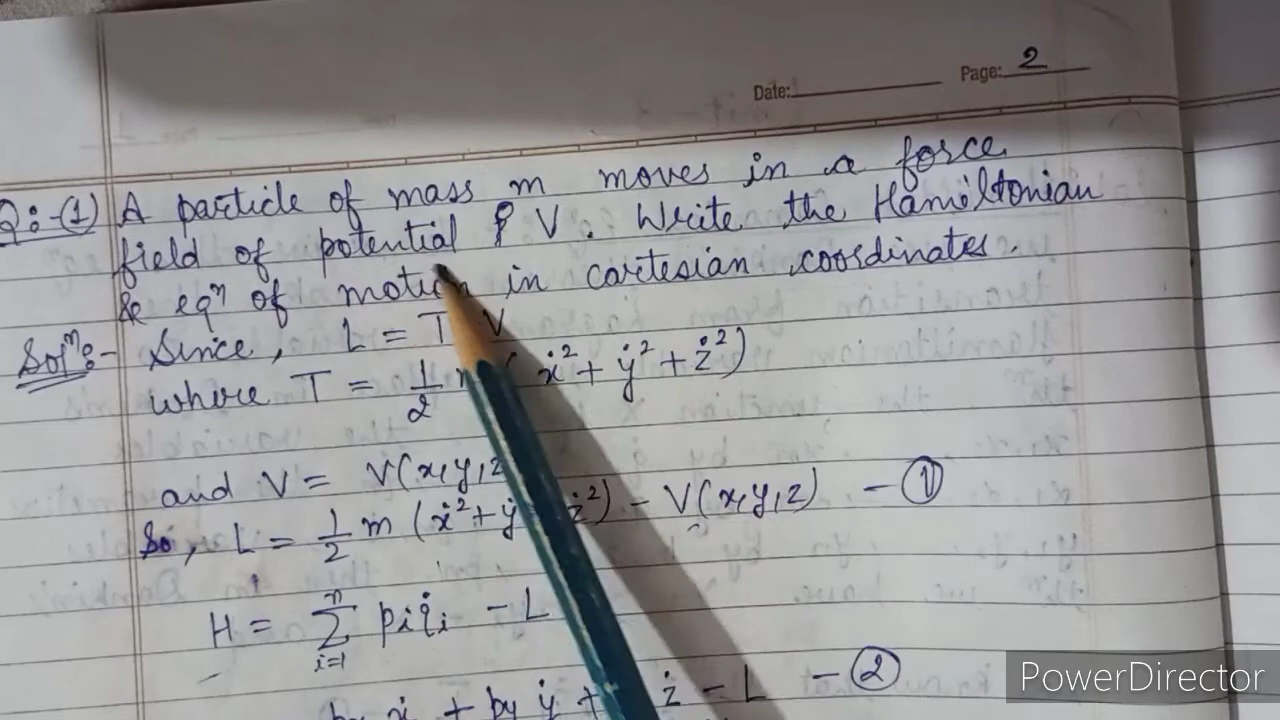 Date: Page: 2
Q:-(1) A particle of mass m moves in a force
field of potential V. Write the Hamiltonian
& eqⁿ of motion in cartesian coordinates.
Solⁿ:- Since, L = T V
where T = 1/2 m ( ẋ² + ẏ² + ż² )
and V = V(x, y, z
So, L = 1/2 m ( ẋ² + ẏ ż² ) - V(x, y, z) - ①
H = n Σ i=1 pᵢ q̇ᵢ - L
ẋ + py ẏ + ż - L - ②
PowerDirector